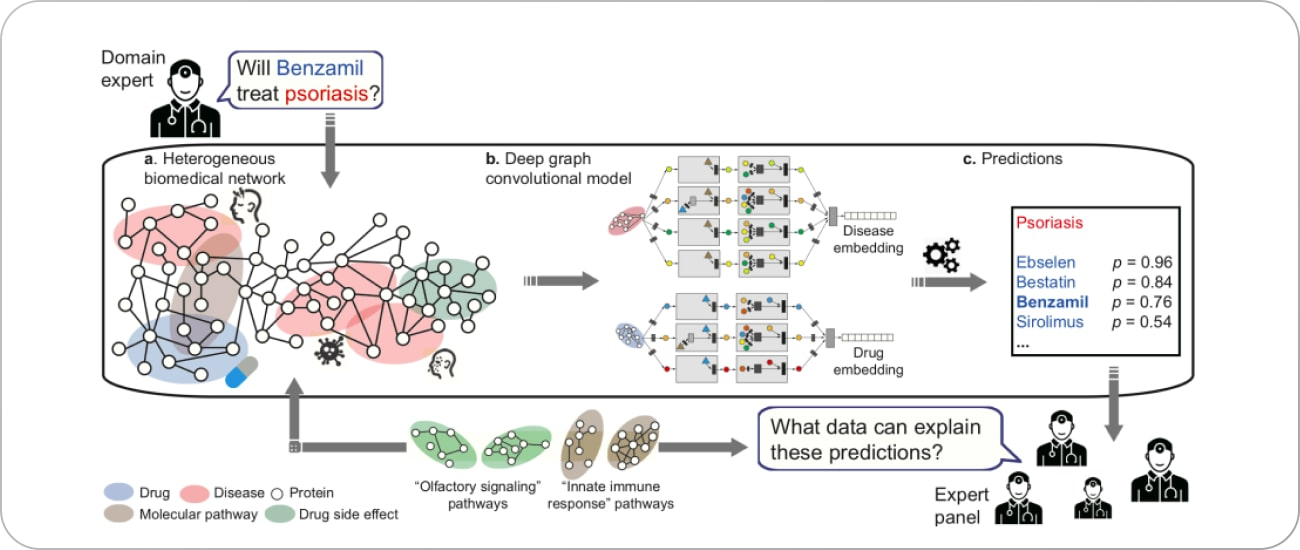 Domain
expert
Will Benzamil
treat psoriasis?
a. Heterogeneous
biomedical network
b. Deep graph
convolutional model
c. Predictions
Disease
embedding
Drug
embedding
Psoriasis
Ebselen p = 0.96
Bestatin p = 0.84
Benzamil p = 0.76
Sirolimus p = 0.54
...
What data can explain
these predictions?
Expert
panel
"Olfactory signaling"
pathways
"Innate immune
response" pathways
Drug Disease Protein
Molecular pathway Drug side effect